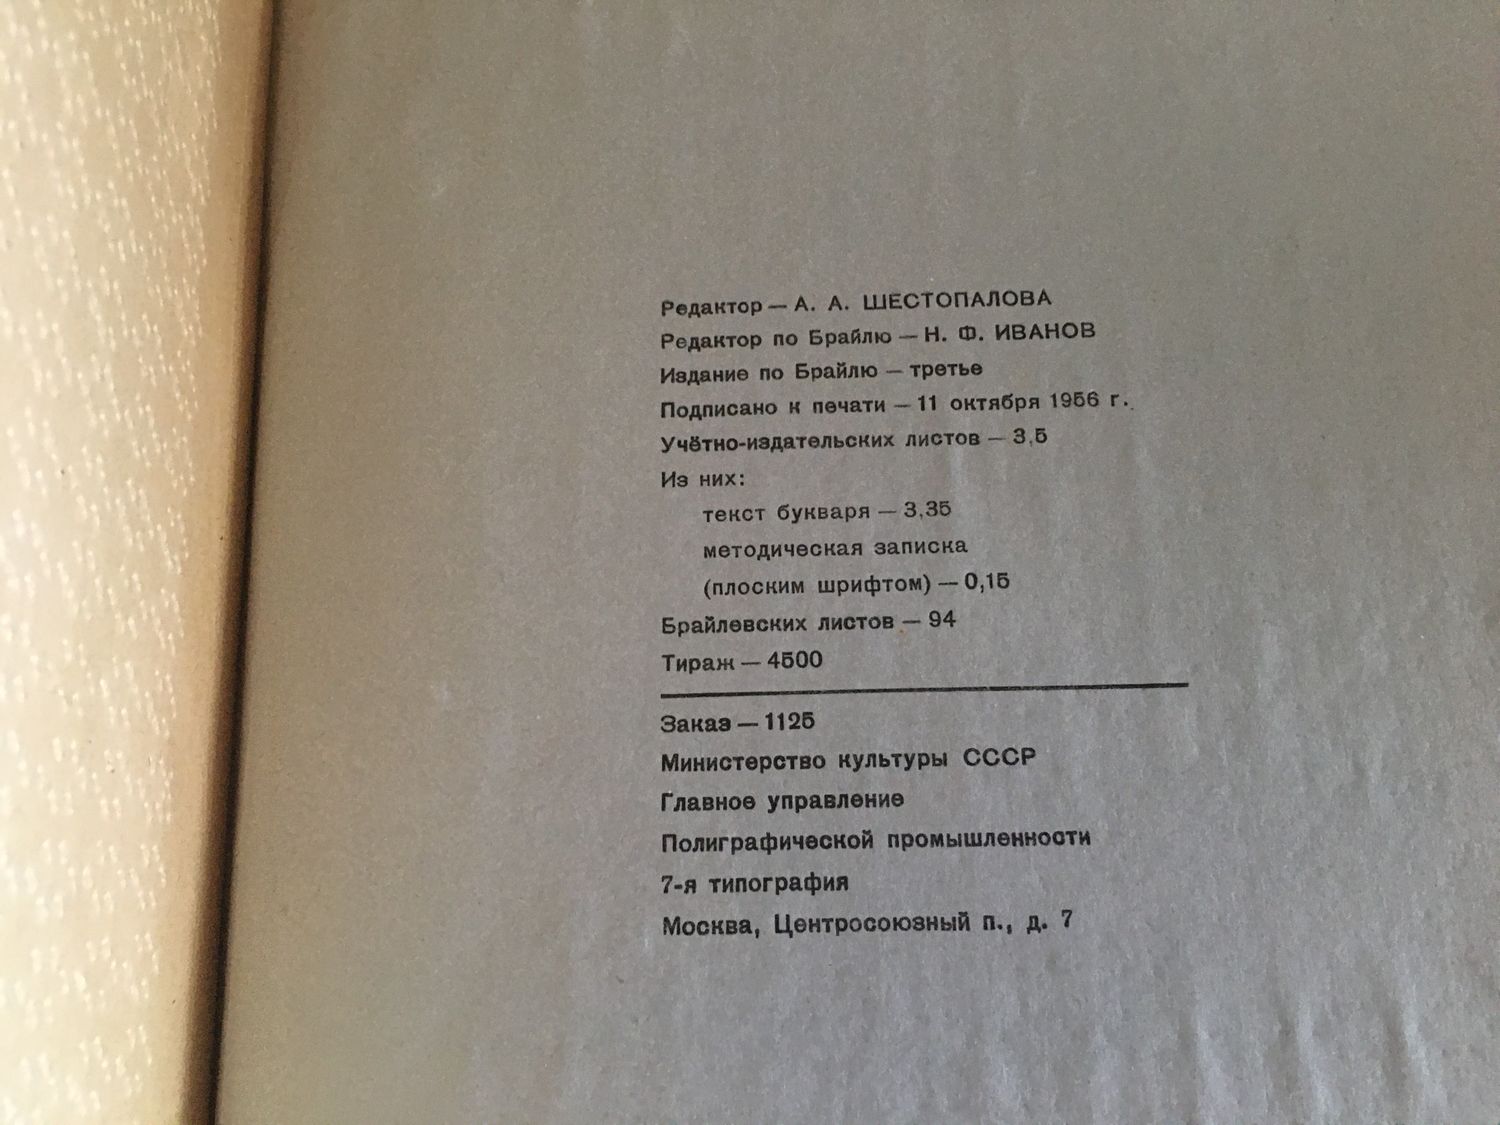 Редактор — А. А. ШЕСТОПАЛОВА
Редактор по Брайлю — Н. Ф. ИВАНОВ
Издание по Брайлю — третье
Подписано к печати — 11 октября 1956 г.
Учётно-издательских листов — 3,5
Из них:
текст букваря — 3,35
методическая записка
(плоским шрифтом) — 0,15
Брайлевских листов — 94
Тираж — 4500
Заказ — 1125
Министерство культуры СССР
Главное управление
Полиграфической промышленности
7-я типография
Москва, Центросоюзный п., д. 7